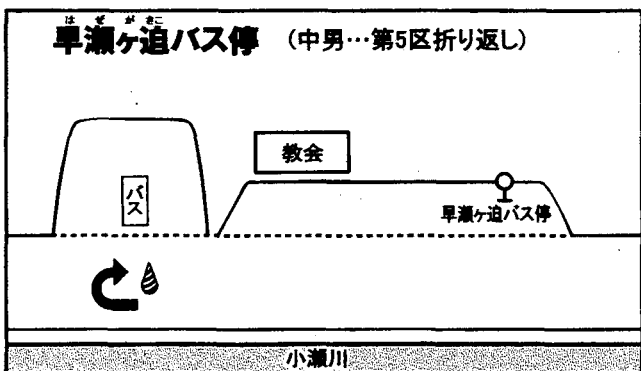 はぜがさこ
早瀬ヶ迫バス停 (中男…第5区折り返し)
教会
バス
早瀬ヶ迫バス停
小瀬川